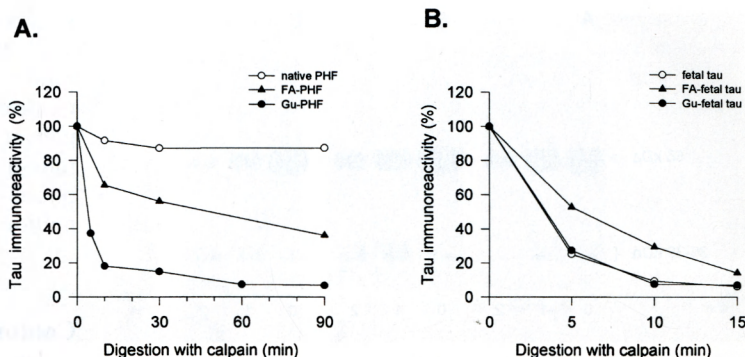 A.
native PHF
FA-PHF
Gu-PHF
Tau immunoreactivity (%)
120
100
80
60
40
20
0
0
10
30
60
90
Digestion with calpain (min)
B.
fetal tau
FA-fetal tau
Gu-fetal tau
Tau immunoreactivity (%)
120
100
80
60
40
20
0
0
5
10
15
Digestion with calpain (min)